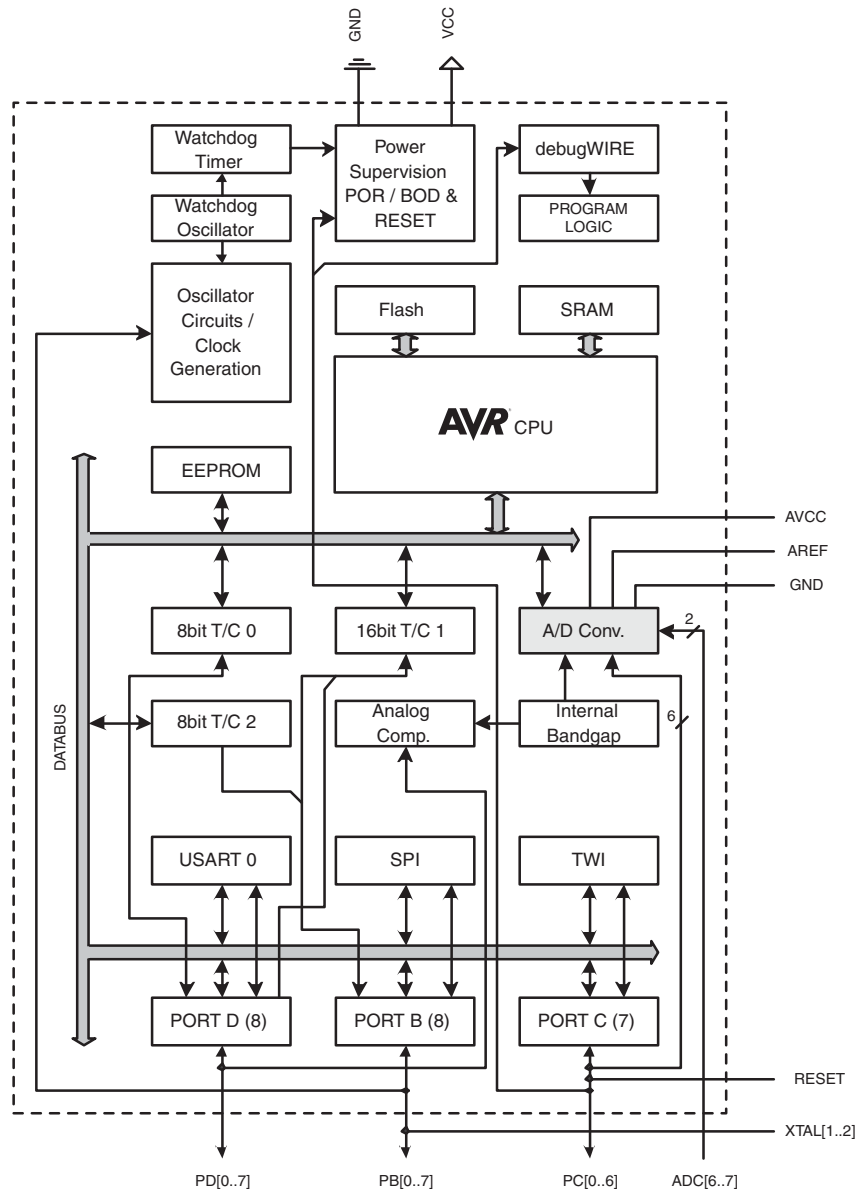 GND
VCC
Watchdog
Timer
Power
Supervision
POR / BOD &
RESET
debugWIRE
Watchdog
Oscillator
PROGRAM
LOGIC
Oscillator
Circuits /
Clock
Generation
Flash
SRAM
AVR CPU
EEPROM
AVCC
AREF
GND
8bit T/C 0
16bit T/C 1
A/D Conv.
2
8bit T/C 2
Analog
Comp.
Internal
Bandgap
6
DATABUS
USART 0
SPI
TWI
PORT D (8)
PORT B (8)
PORT C (7)
RESET
XTAL[1..2]
PD[0..7]
PB[0..7]
PC[0..6]
ADC[6..7]